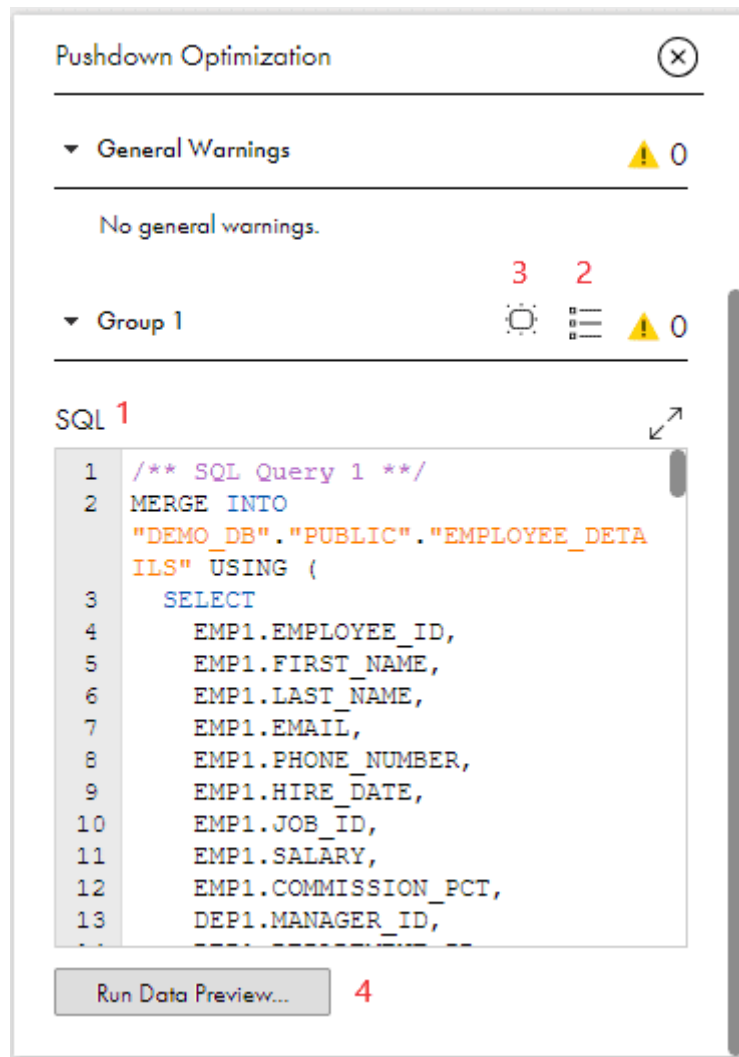 Pushdown Optimization
General Warnings 0
No general warnings.
3 2
Group 1 0
SQL 1
1 /** SQL Query 1 **/
2 MERGE INTO
"DEMO_DB"."PUBLIC"."EMPLOYEE_DETA
ILS" USING (
3 SELECT
4 EMP1.EMPLOYEE_ID,
5 EMP1.FIRST_NAME,
6 EMP1.LAST_NAME,
7 EMP1.EMAIL,
8 EMP1.PHONE_NUMBER,
9 EMP1.HIRE_DATE,
10 EMP1.JOB_ID,
11 EMP1.SALARY,
12 EMP1.COMMISSION_PCT,
13 DEP1.MANAGER_ID,
Run Data Preview... 4